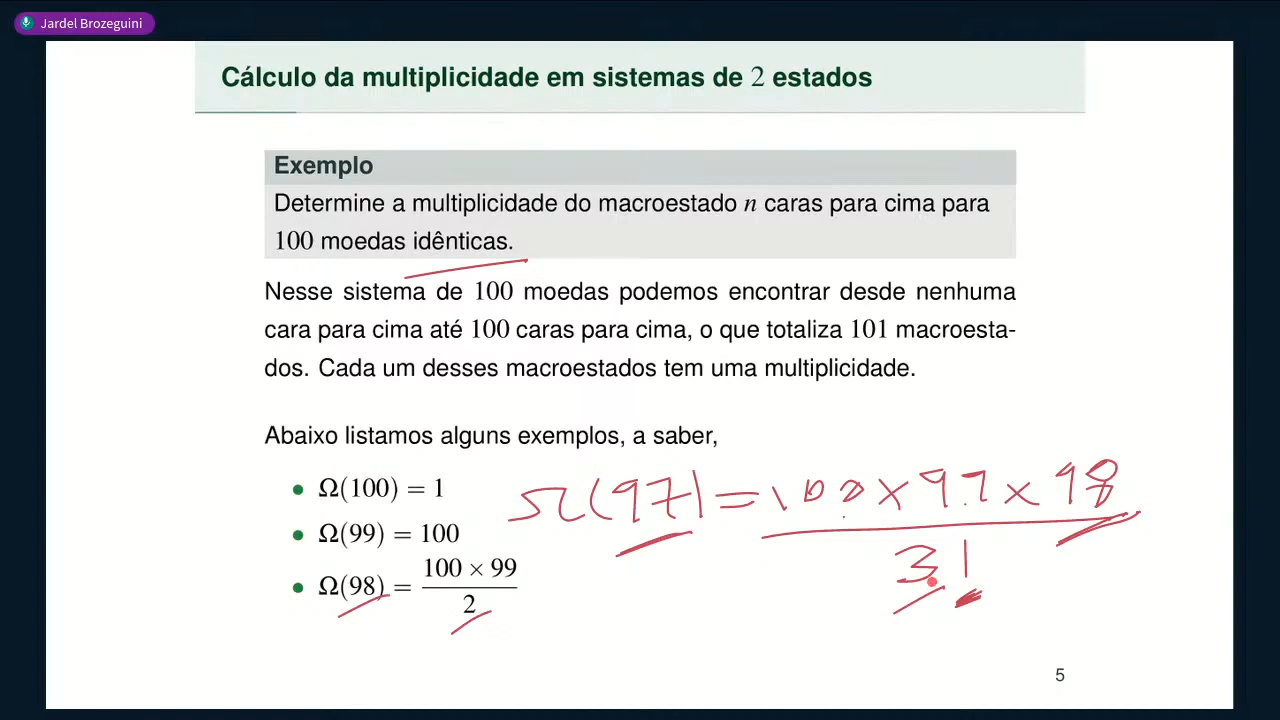 Jardel Brozeguini
Cálculo da multiplicidade em sistemas de 2 estados
Exemplo
Determine a multiplicidade do macroestado n caras para cima para
100 moedas idênticas.
Nesse sistema de 100 moedas podemos encontrar desde nenhuma
cara para cima até 100 caras para cima, o que totaliza 101 macroesta-
dos. Cada um desses macroestados tem uma multiplicidade.
Abaixo listamos alguns exemplos, a saber,
• Ω(100) = 1
• Ω(99) = 100
• Ω(98) = 100 × 99
2
Ω(97) = 100 × 99 × 98
3!
5